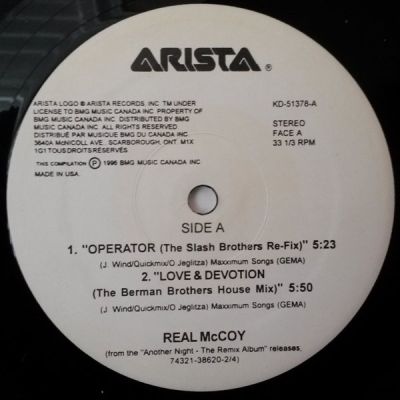 ARISTA ®
ARISTA LOGO ® ARISTA RECORDS, INC. TM UNDER
LICENSE TO BMG MUSIC CANADA INC. PROPERTY OF
BMG MUSIC CANADA INC. DISTRIBUTED BY BMG
MUSIC CANADA INC. ALL RIGHTS RESERVED
DISTRIBUÉ PAR MUSIQUE BMG DU CANADA INC.
3640A McNICOLL AVE., SCARBOROUGH, ONT. M1X
1G1 TOUS DROITS RÉSERVÉS
THIS COMPILATION ℗ 1996 BMG MUSIC CANADA INC.
MADE IN USA.
KD-51378-A
STEREO
FACE A
33 1/3 RPM
SIDE A
1. "OPERATOR (The Slash Brothers Re-Fix)" 5:23
(J. Wind/Quickmix/O Jeglitza) Maxximum Songs (GEMA)
2. "LOVE & DEVOTION
(The Berman Brothers House Mix)" 5:50
(J. Wind/Quickmix/O Jeglitza) Maxximum Songs (GEMA)
REAL McCOY
(from the "Another Night - The Remix Album" releases
74321-38620-2/4)